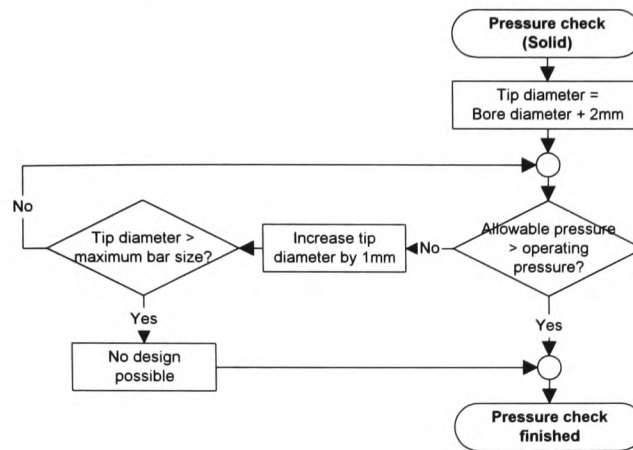 Pressure check
(Solid)
Tip diameter =
Bore diameter + 2mm
No
Tip diameter >
maximum bar size?
Increase tip
diameter by 1mm
No
Allowable pressure
> operating
pressure?
Yes
Yes
No design
possible
Pressure check
finished